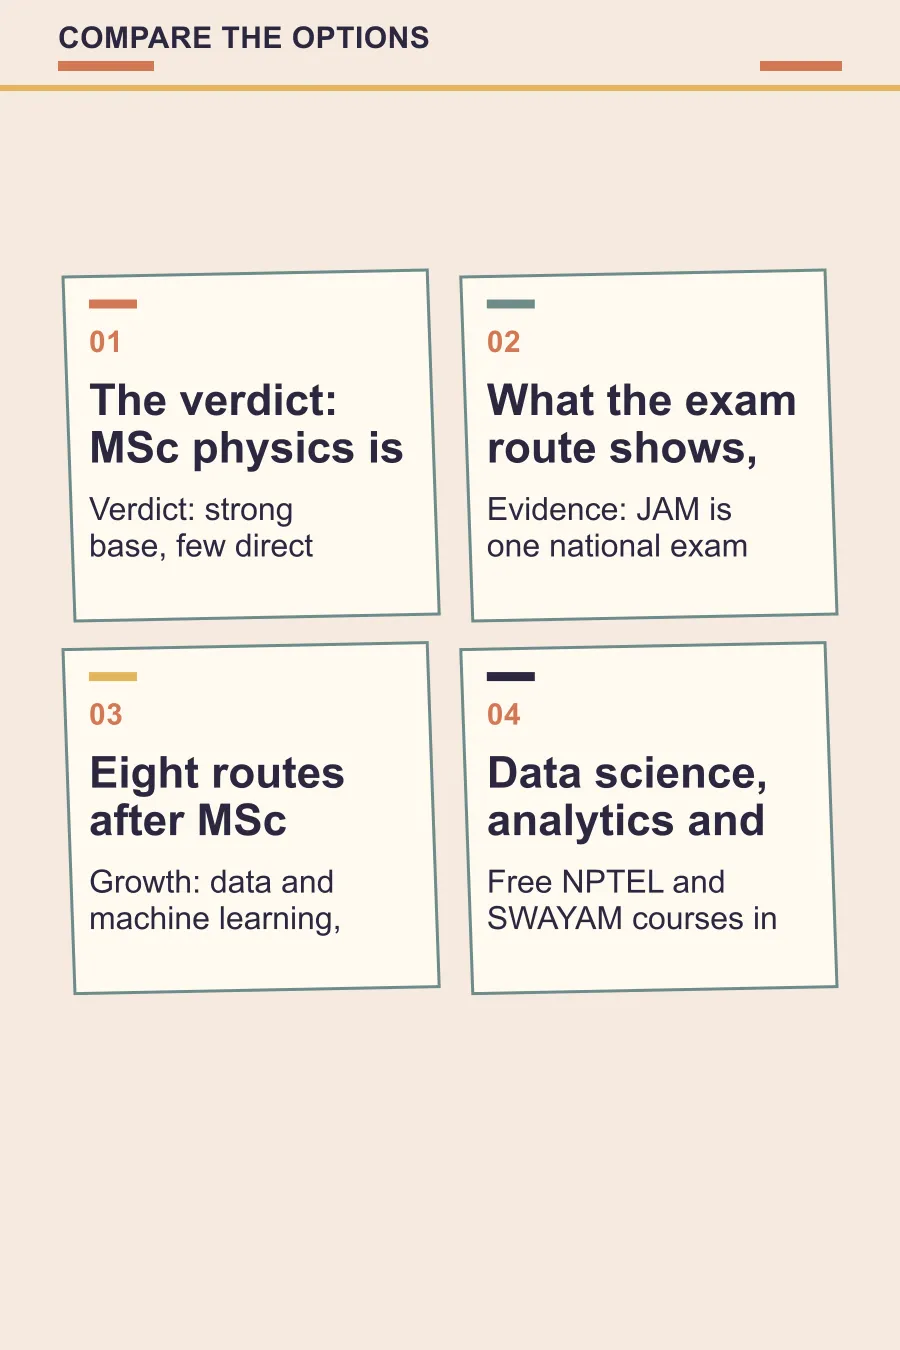 COMPARE THE OPTIONS
01
The verdict:
MSc physics is
Verdict: strong
base, few direct
02
What the exam
route shows,
Evidence: JAM is
one national exam
03
Eight routes
after MSc
Growth: data and
machine learning,
04
Data science,
analytics and
Free NPTEL and
SWAYAM courses in